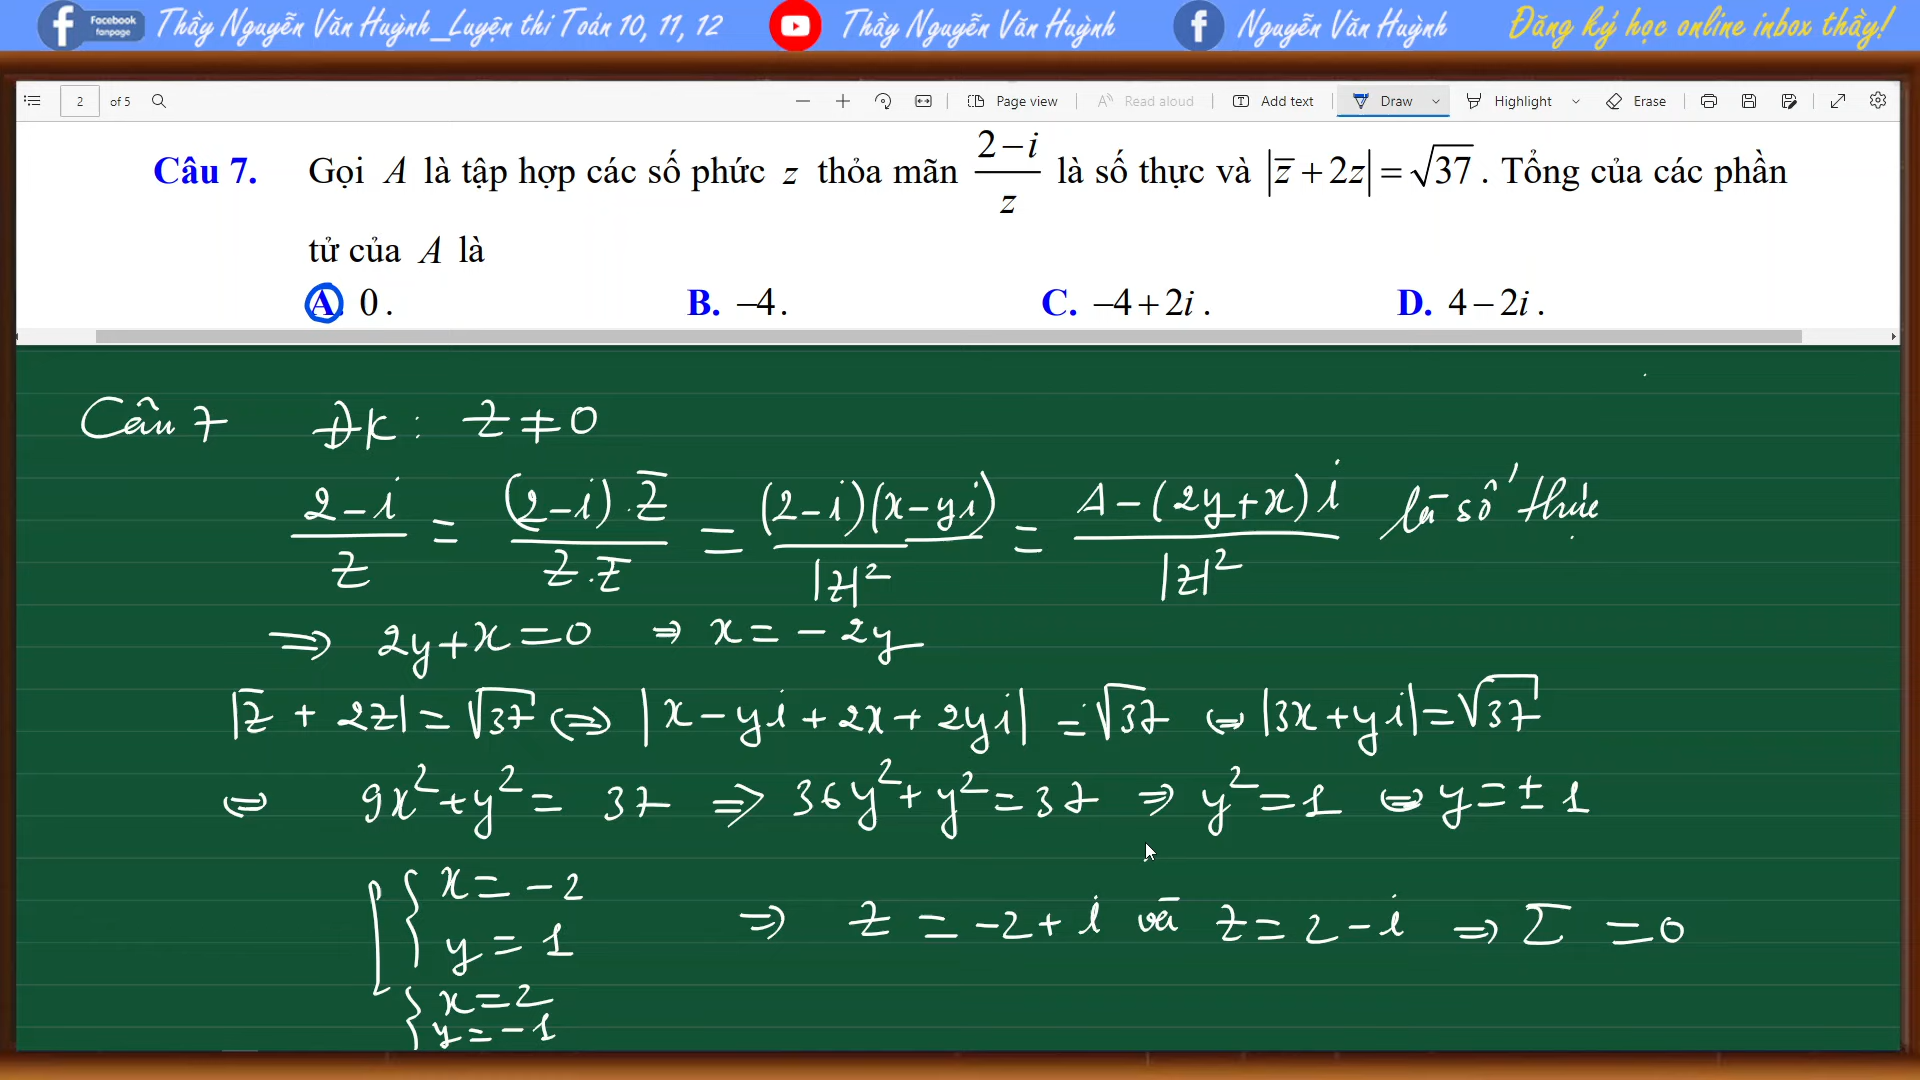 Facebook fanpage Thầy Nguyễn Văn Huỳnh_Luyện thi Toán 10, 11, 12 Thầy Nguyễn Văn Huỳnh Nguyễn Văn Huỳnh Đăng ký học online inbox thầy!
2 of 5 Page view Read aloud Add text Draw Highlight Erase
Câu 7. Gọi A là tập hợp các số phức z thỏa mãn (2−i)/z là số thực và |z̅+2z|=√37. Tổng của các phần
tử của A là
A. 0. B. −4. C. −4+2i. D. 4−2i.
Câu 7 ĐK: z ≠ 0
(2−i)/z = ((2−i).z̅)/(z.z̅) = ((2−i)(x−yi))/|z|² = (A−(2y+x)i)/|z|² là số thực
⇒ 2y+x=0 ⇒ x=−2y
|z̅ + 2z|=√37 ⇔ |x−yi+2x+2yi| =√37 ⇔ |3x+yi|=√37
⇔ 9x²+y²= 37 ⇒ 36y²+y²=37 ⇒ y²=1 ⇔ y=±1
[ { x=−2
y=1 ⇒ z = −2+i và z=2−i ⇒ Σ =0
{ x=2
y=−1